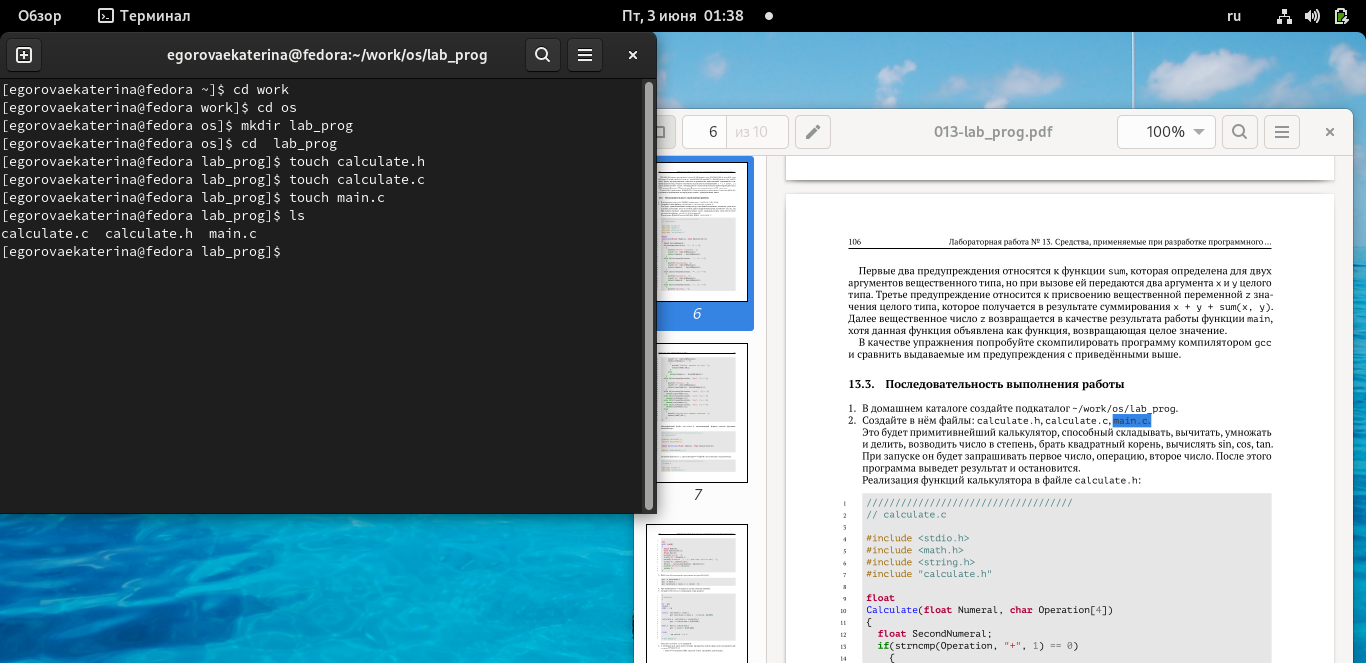 Обзор
Терминал
Пт, 3 июня 01:38
ru
egorovaekaterina@fedora:~/work/os/lab_prog
[egorovaekaterina@fedora ~]$ cd work
[egorovaekaterina@fedora work]$ cd os
[egorovaekaterina@fedora os]$ mkdir lab_prog
[egorovaekaterina@fedora os]$ cd  lab_prog
[egorovaekaterina@fedora lab_prog]$ touch calculate.h
[egorovaekaterina@fedora lab_prog]$ touch calculate.c
[egorovaekaterina@fedora lab_prog]$ touch main.c
[egorovaekaterina@fedora lab_prog]$ ls
calculate.c  calculate.h  main.c
[egorovaekaterina@fedora lab_prog]$
6 из 10
013-lab_prog.pdf
100%
6
7
106 Лабораторная работа № 13. Средства, применяемые при разработке программного ...
Первые два предупреждения относятся к функции sum, которая определена для двух
аргументов вещественного типа, но при вызове ей передаются два аргумента x и y целого
типа. Третье предупреждение относится к присвоению вещественной переменной z зна-
чения целого типа, которое получается в результате суммирования x + y + sum(x, y).
Далее вещественное число z возвращается в качестве результата работы функции main,
хотя данная функция объявлена как функция, возвращающая целое значение.
В качестве упражнения попробуйте скомпилировать программу компилятором gcc
и сравнить выдаваемые им предупреждения с приведёнными выше.
13.3. Последовательность выполнения работы
1. В домашнем каталоге создайте подкаталог ~/work/os/lab_prog.
2. Создайте в нём файлы: calculate.h, calculate.c, main.c.
Это будет примитивнейший калькулятор, способный складывать, вычитать, умножать
и делить, возводить число в степень, брать квадратный корень, вычислять sin, cos, tan.
При запуске он будет запрашивать первое число, операцию, второе число. После этого
программа выведет результат и остановится.
Реализация функций калькулятора в файле calculate.h:
1 ////////////////////////////////////
2 // calculate.c
3
4 #include <stdio.h>
5 #include <math.h>
6 #include <string.h>
7 #include "calculate.h"
8
9 float
10 Calculate(float Numeral, char Operation[4])
11 {
12 float SecondNumeral;
13 if(strncmp(Operation, "+", 1) == 0)
14 {